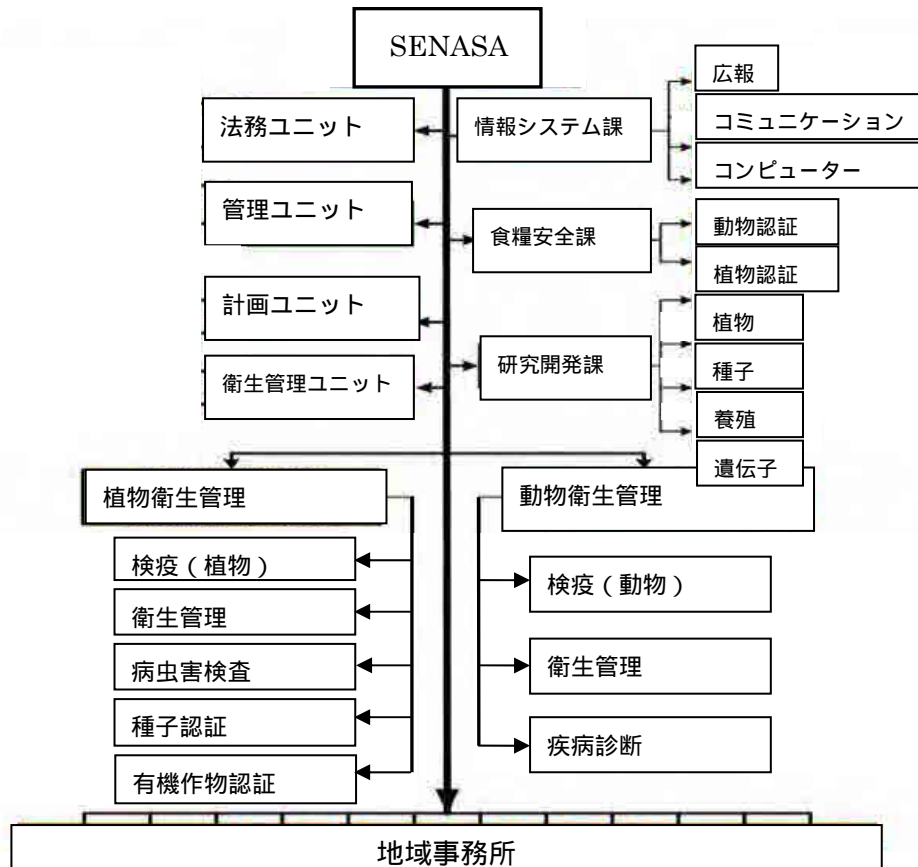 SENASA
法務ユニット
管理ユニット
計画ユニット
衛生管理ユニット
情報システム課
広報
コミュニケーション
コンピューター
食糧安全課
動物認証
植物認証
研究開発課
植物
種子
養殖
遺伝子
植物衛生管理
検疫(植物)
衛生管理
病虫害検査
種子認証
有機作物認証
動物衛生管理
検疫(動物)
衛生管理
疾病診断
地域事務所